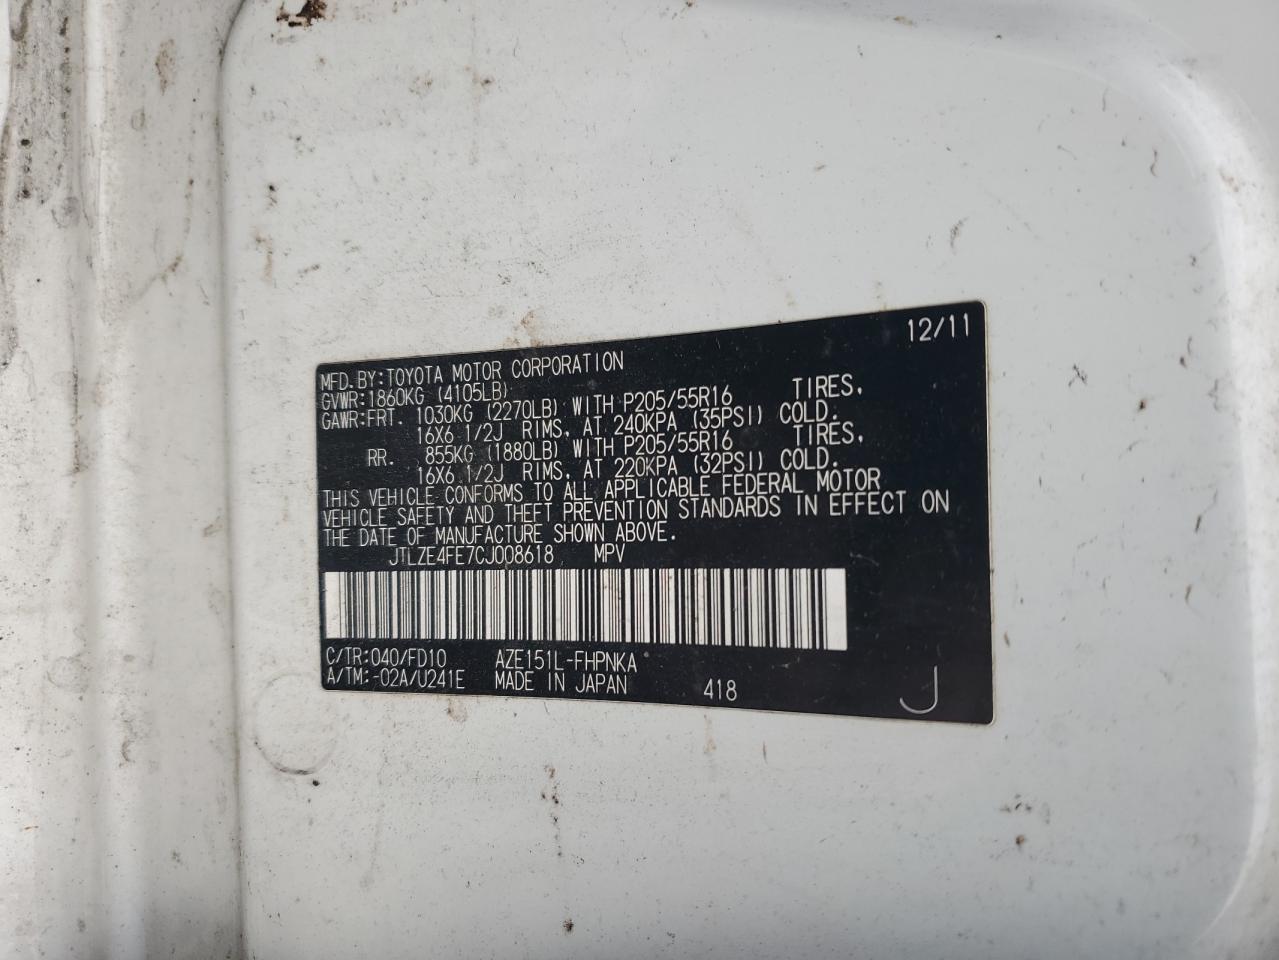 12/11
MFD.BY:TOYOTA MOTOR CORPORATION
GVWR:1860KG (4105LB)
GAWR:FRT. 1030KG (2270LB) WITH P205/55R16 TIRES,
16X6 1/2J RIMS, AT 240KPA (35PSI) COLD.
RR. 855KG (1880LB) WITH P205/55R16 TIRES,
16X6 1/2J RIMS, AT 220KPA (32PSI) COLD.
THIS VEHICLE CONFORMS TO ALL APPLICABLE FEDERAL MOTOR
VEHICLE SAFETY AND THEFT PREVENTION STANDARDS IN EFFECT ON
THE DATE OF MANUFACTURE SHOWN ABOVE.
JTLZE4FE7CJ008618 MPV
C/TR:040/FD10 AZE151L-FHPNKA
A/TM:-02A/U241E MADE IN JAPAN 418 J